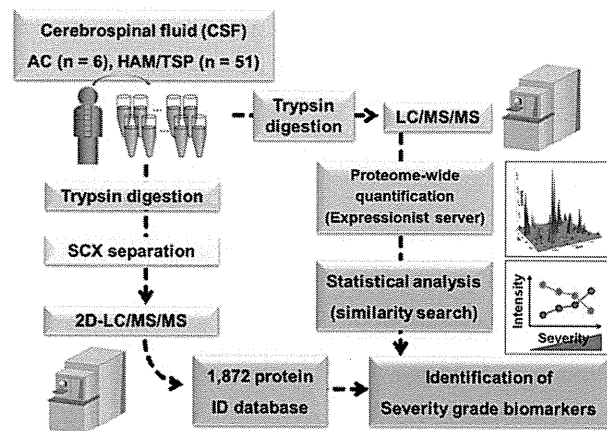 Cerebrospinal fluid (CSF)
AC (n = 6), HAM/TSP (n = 51)
Trypsin
digestion
LC/MS/MS
Proteome-wide
quantification
(Expressionist server)
Trypsin digestion
SCX separation
Statistical analysis
(similarity search)
Intensity
Severity
2D-LC/MS/MS
1,872 protein
ID database
Identification of
Severity grade biomarkers